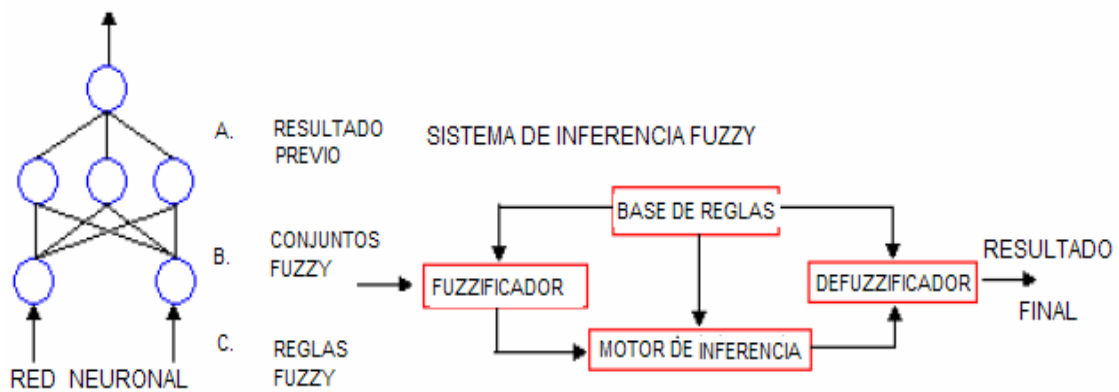 A. RESULTADO
PREVIO
SISTEMA DE INFERENCIA FUZZY
BASE DE REGLAS
B. CONJUNTOS
FUZZY
FUZZIFICADOR
DEFUZZIFICADOR
RESULTADO
FINAL
MOTOR DE INFERENCIA
C. REGLAS
FUZZY
RED NEURONAL